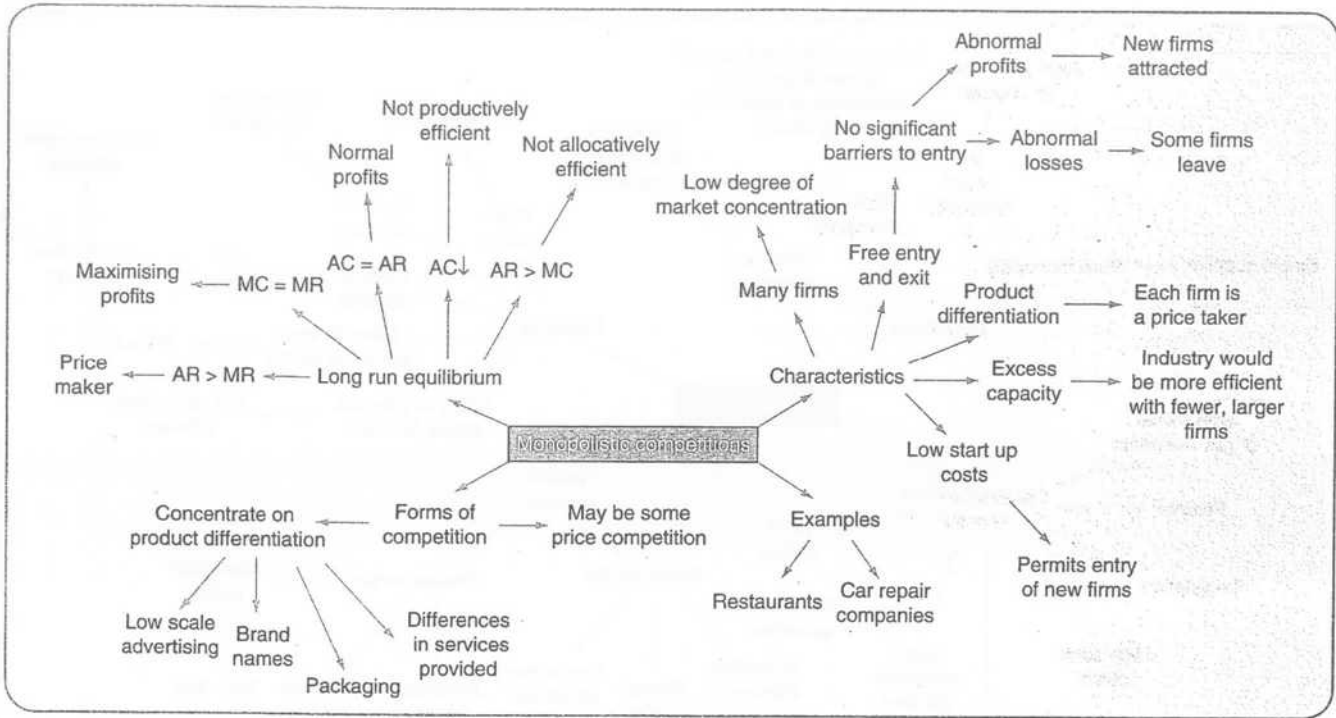 Abnormal
profits
New firms
attracted
Not productively
efficient
Normal
profits
Not allocatively
efficient
No significant
barriers to entry
Abnormal
losses
Some firms
leave
Low degree of
market concentration
Maximising
profits
MC = MR
AC = AR
AC↓
AR > MC
Many firms
Free entry
and exit
Product
differentiation
Each firm is
a price taker
Price
maker
AR > MR
Long run equilibrium
Characteristics
Excess
capacity
Industry would
be more efficient
with fewer, larger
firms
Monopolistic competitions
Low start up
costs
Concentrate on
product differentiation
Forms of
competition
May be some
price competition
Examples
Permits entry
of new firms
Restaurants
Car repair
companies
Low scale
advertising
Brand
names
Packaging
Differences
in services
provided